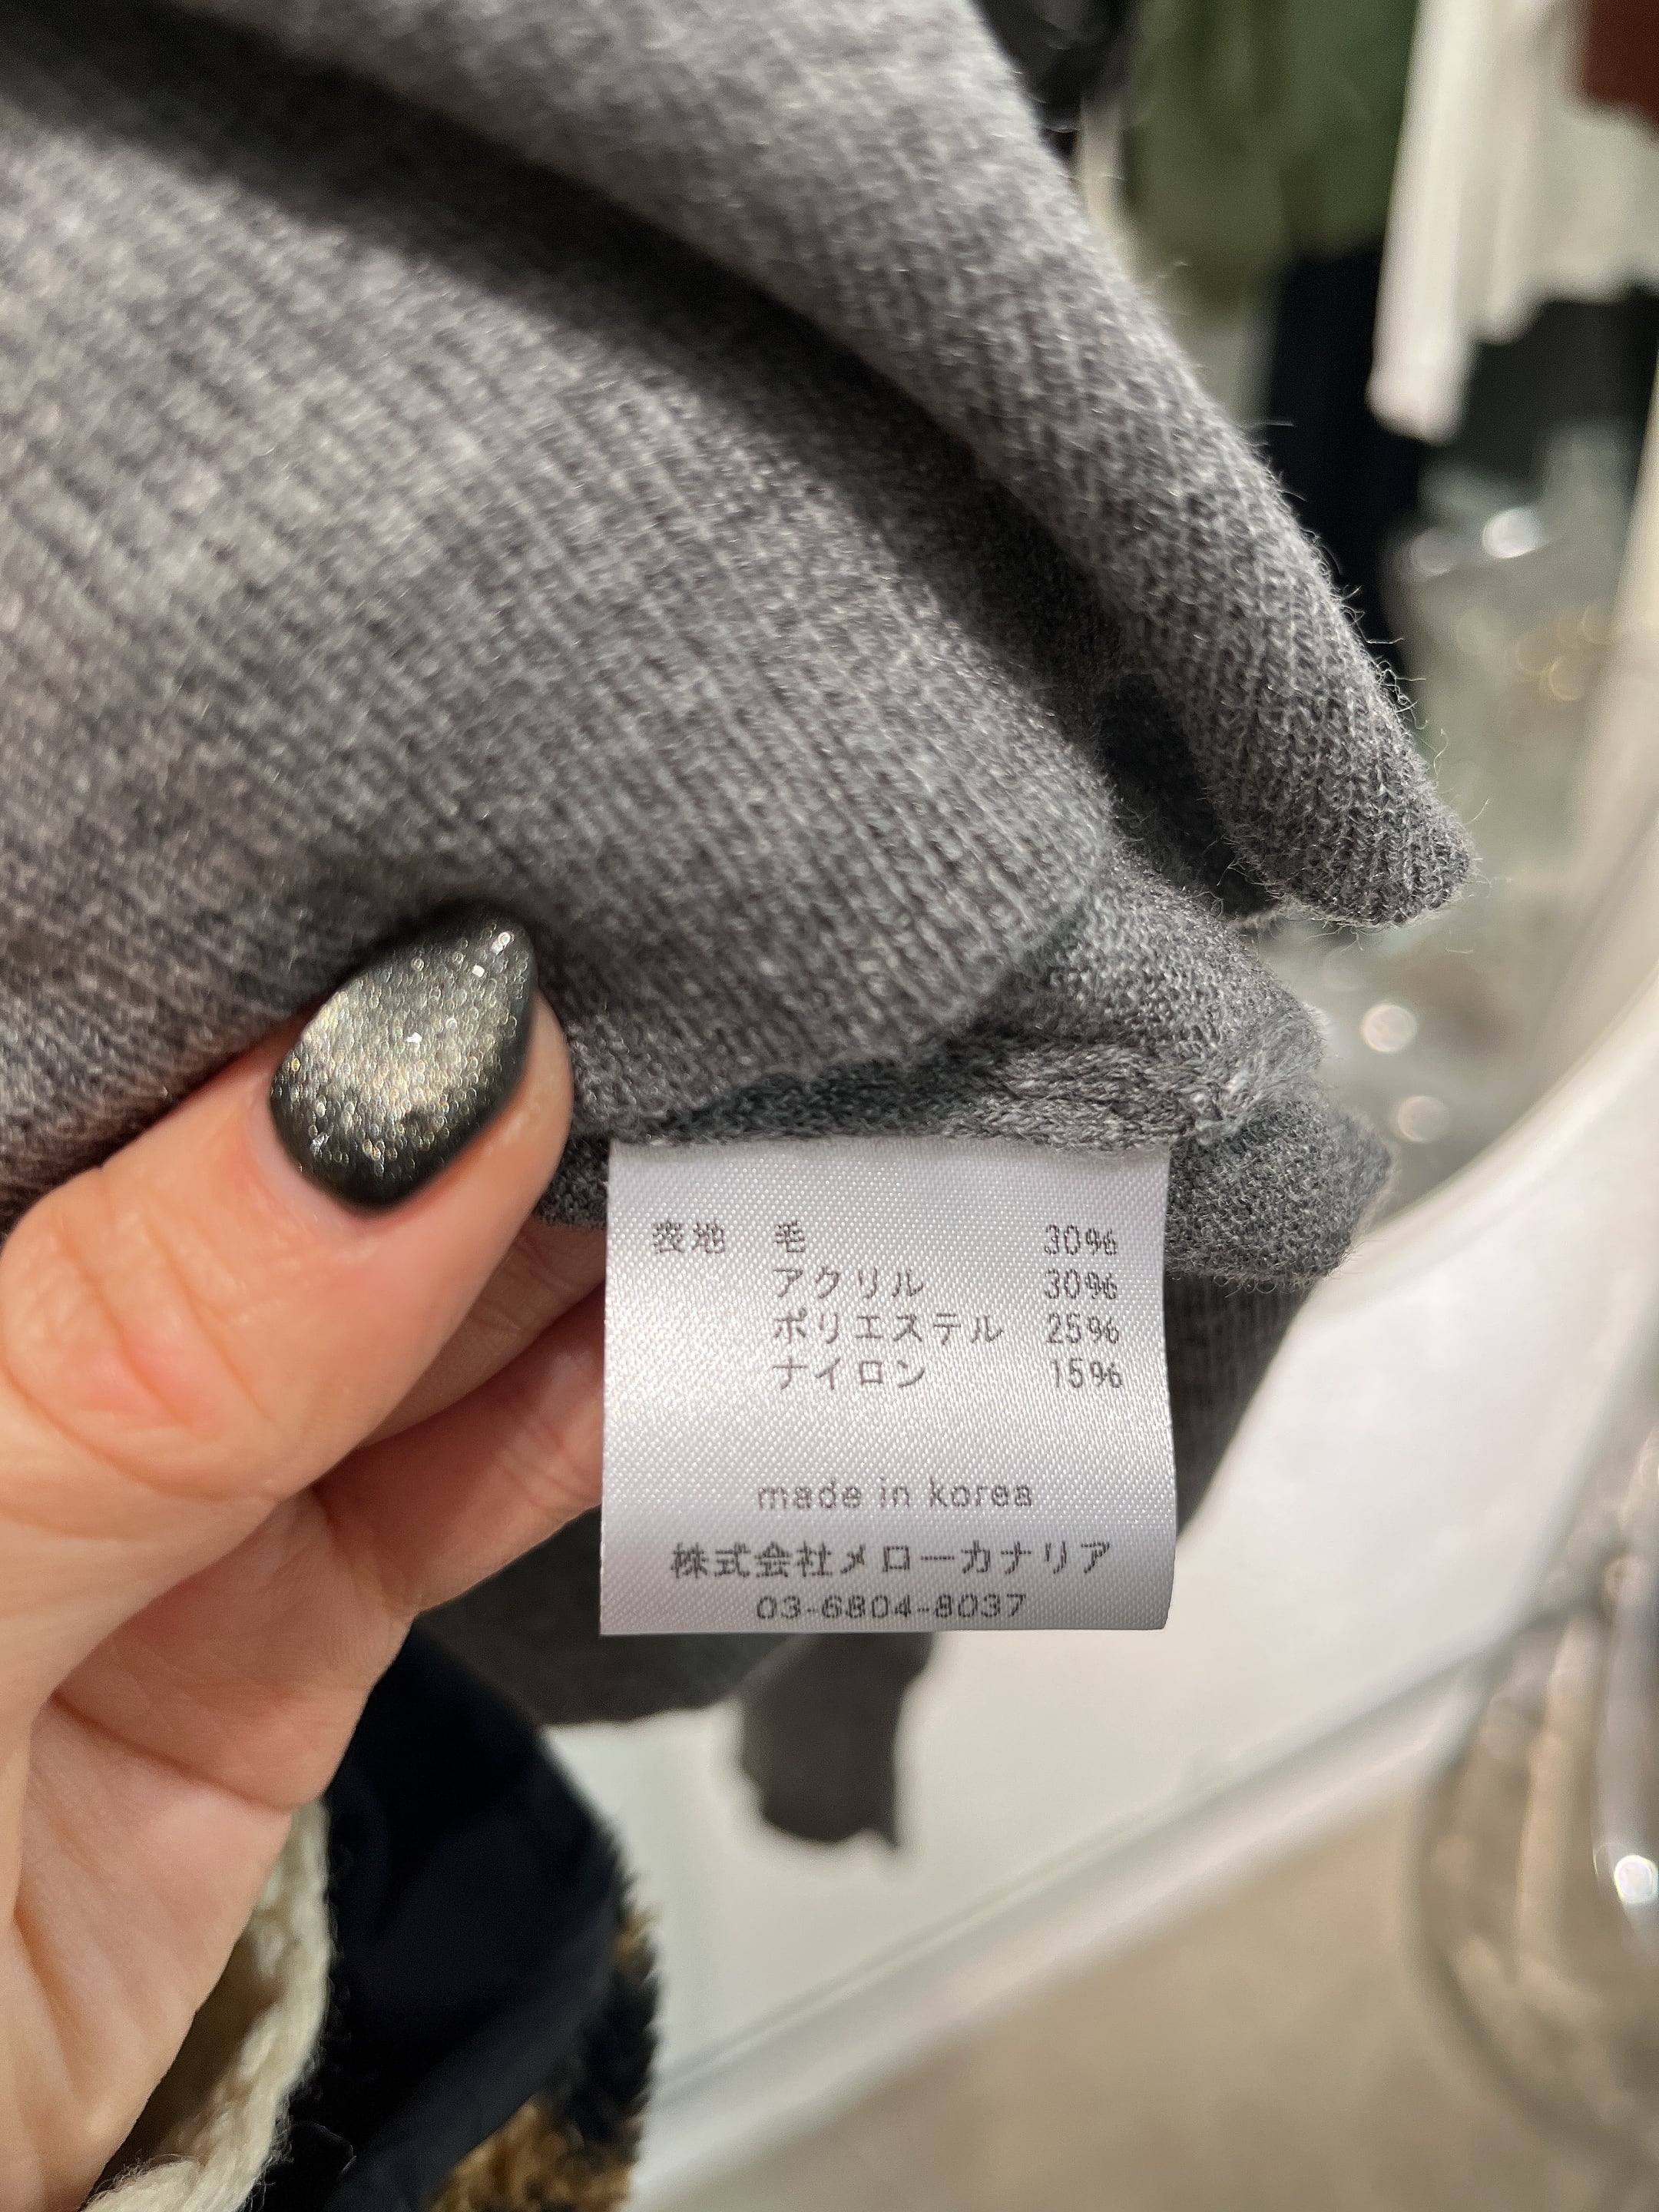 表地 毛 30%
アクリル 30%
ポリエステル 25%
ナイロン 15%
made in korea
株式会社メローカナリア
03-6804-8037